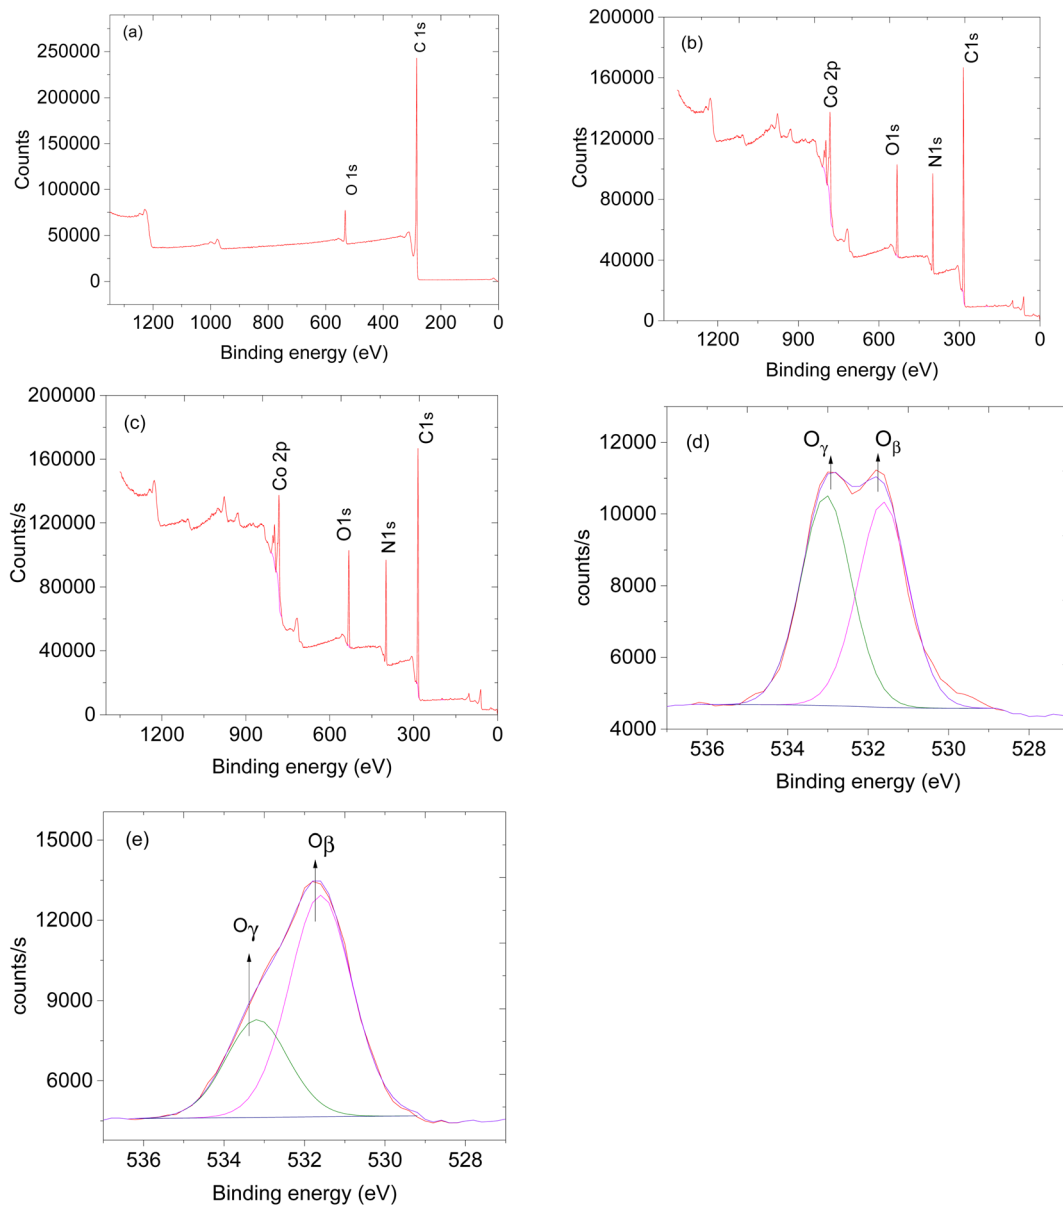 (a)
C 1s
O 1s
250000
200000
150000
100000
50000
0
Counts
1200
1000
800
600
400
200
0
Binding energy (eV)
(b)
C1s
Co 2p
O1s
N1s
200000
160000
120000
80000
40000
0
Counts
1200
900
600
300
0
Binding energy (eV)
(c)
C1s
Co 2p
O1s
N1s
200000
160000
120000
80000
40000
0
Counts/s
1200
900
600
300
0
Binding energy (eV)
(d)
Oγ
Oβ
12000
10000
8000
6000
4000
counts/s
536
534
532
530
528
Binding energy (eV)
(e)
Oβ
Oγ
15000
12000
9000
6000
counts/s
536
534
532
530
528
Binding energy (eV)